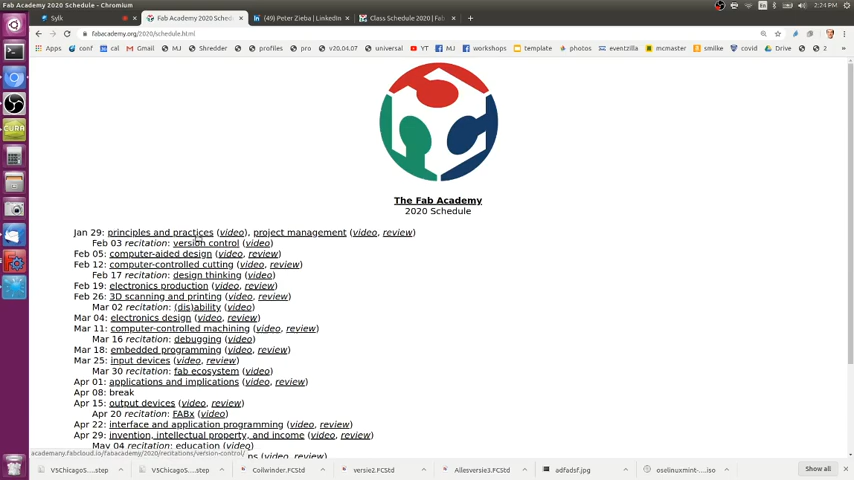 Fab Academy 2020 Schedule - Chromium
2:24 PM
Sylk
Fab Academy 2020 Sched
(49) Peter Zieba | LinkedIn
Class Schedule 2020 | Fab
fabacademy.org/2020/schedule.html
Apps conf cal Gmail MJ Shredder profiles pro v20.04.07 universal YT MJ workshops template photos eventzilla mcmaster smilke covid Drive 2
The Fab Academy
2020 Schedule
Jan 29: principles and practices (video), project management (video, review)
Feb 03 recitation: version control (video)
Feb 05: computer-aided design (video, review)
Feb 12: computer-controlled cutting (video, review)
Feb 17 recitation: design thinking (video)
Feb 19: electronics production (video, review)
Feb 26: 3D scanning and printing (video, review)
Mar 02 recitation: (dis)ability (video)
Mar 04: electronics design (video, review)
Mar 11: computer-controlled machining (video, review)
Mar 16 recitation: debugging (video)
Mar 18: embedded programming (video, review)
Mar 25: input devices (video, review)
Mar 30 recitation: fab ecosystem (video)
Apr 01: applications and implications (video, review)
Apr 08: break
Apr 15: output devices (video, review)
Apr 20 recitation: FABx (video)
Apr 22: interface and application programming (video, review)
Apr 29: invention, intellectual property, and income (video, review)
May 04 recitation: education (video)
academany.fabcloud.io/fabacademy/2020/recitations/version-control/
ps (video, review)
V5ChicagoS....step
V5ChicagoS....step
Coilwinder.FCStd
versie2.FCStd
Ailesversie3.FCStd
adfadsf.jpg
oselinuxmint-....iso
Show all